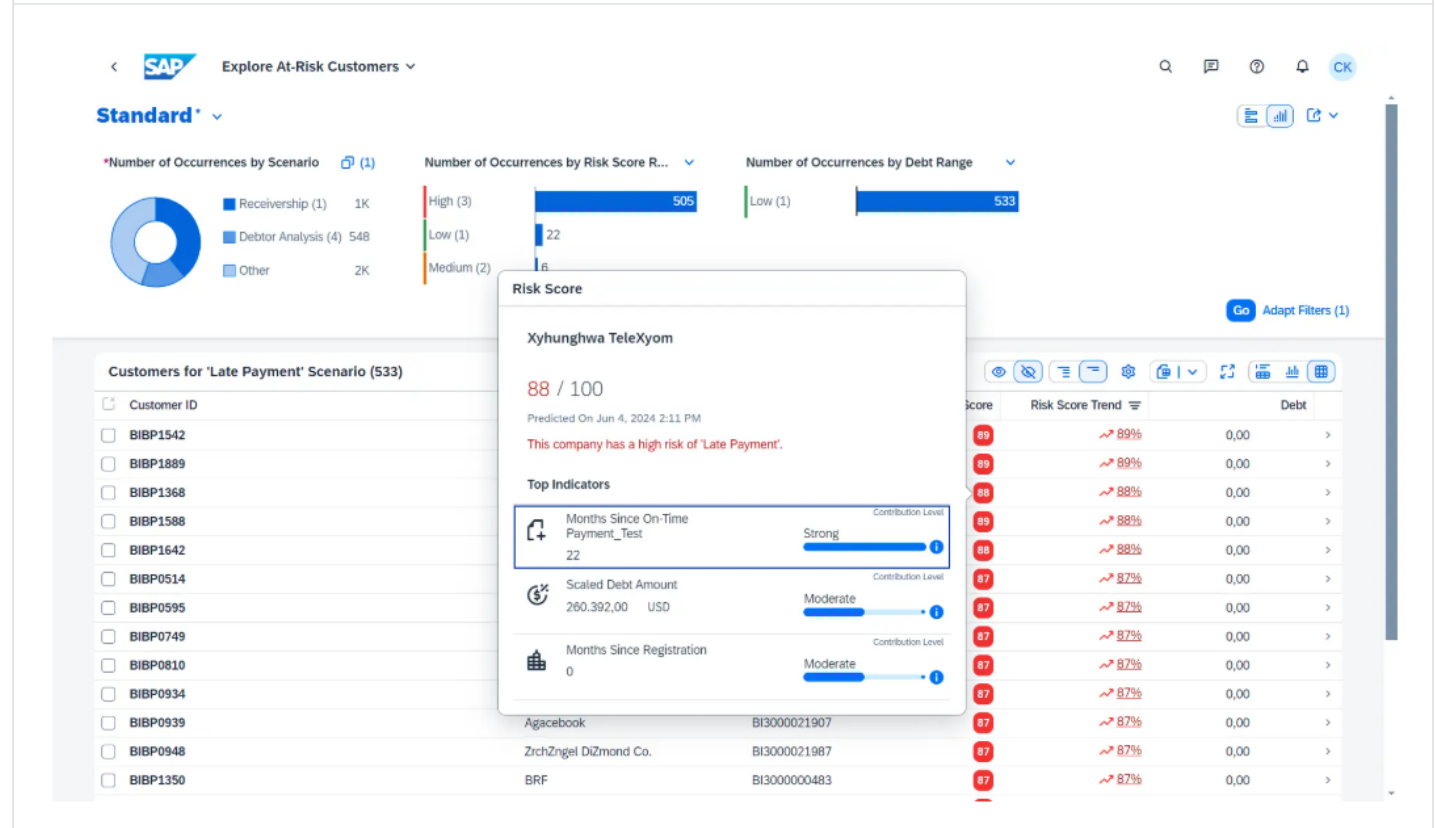 SAP Explore At-Risk Customers CK
Standard*
*Number of Occurrences by Scenario (1)
Receivership (1) 1K
Debtor Analysis (4) 548
Other 2K
Number of Occurrences by Risk Score R...
High (3) 505
Low (1) 22
Medium (2) 6
Number of Occurrences by Debt Range
Low (1) 533
Go Adapt Filters (1)
Customers for 'Late Payment' Scenario (533)
Customer ID Score Risk Score Trend Debt
BIBP1542 89 89% 0,00
BIBP1889 89 89% 0,00
BIBP1368 88 88% 0,00
BIBP1588 89 88% 0,00
BIBP1642 88 88% 0,00
BIBP0514 87 87% 0,00
BIBP0595 87 87% 0,00
BIBP0749 87 87% 0,00
BIBP0810 87 87% 0,00
BIBP0934 87 87% 0,00
BIBP0939 Agacebook BI3000021907 87 87% 0,00
BIBP0948 ZrchZngel DiZmond Co. BI3000021987 87 87% 0,00
BIBP1350 BRF BI3000000483 87 87% 0,00
Risk Score
Xyhunghwa TeleXyom
88 / 100
Predicted On Jun 4, 2024 2:11 PM
This company has a high risk of 'Late Payment'.
Top Indicators
Months Since On-Time
Payment_Test
22
Contribution Level
Strong
Scaled Debt Amount
260.392,00 USD
Contribution Level
Moderate
Months Since Registration
0
Contribution Level
Moderate